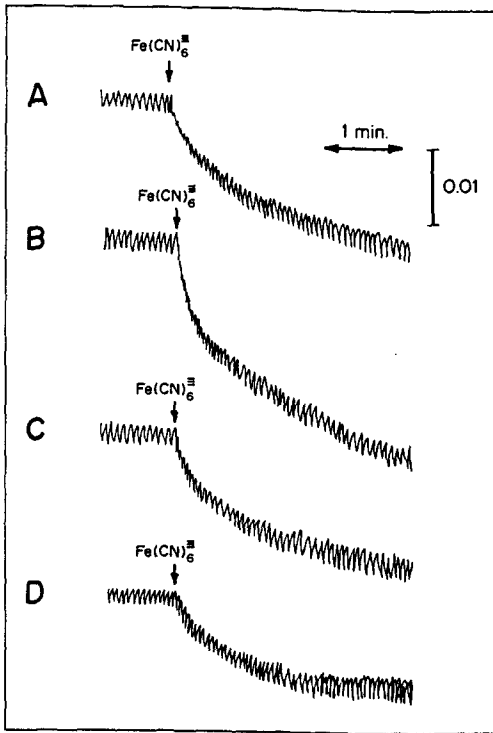 Fe(CN)₆≡
A
1 min.
0.01
Fe(CN)₆≡
B
Fe(CN)₆≡
C
Fe(CN)₆≡
D